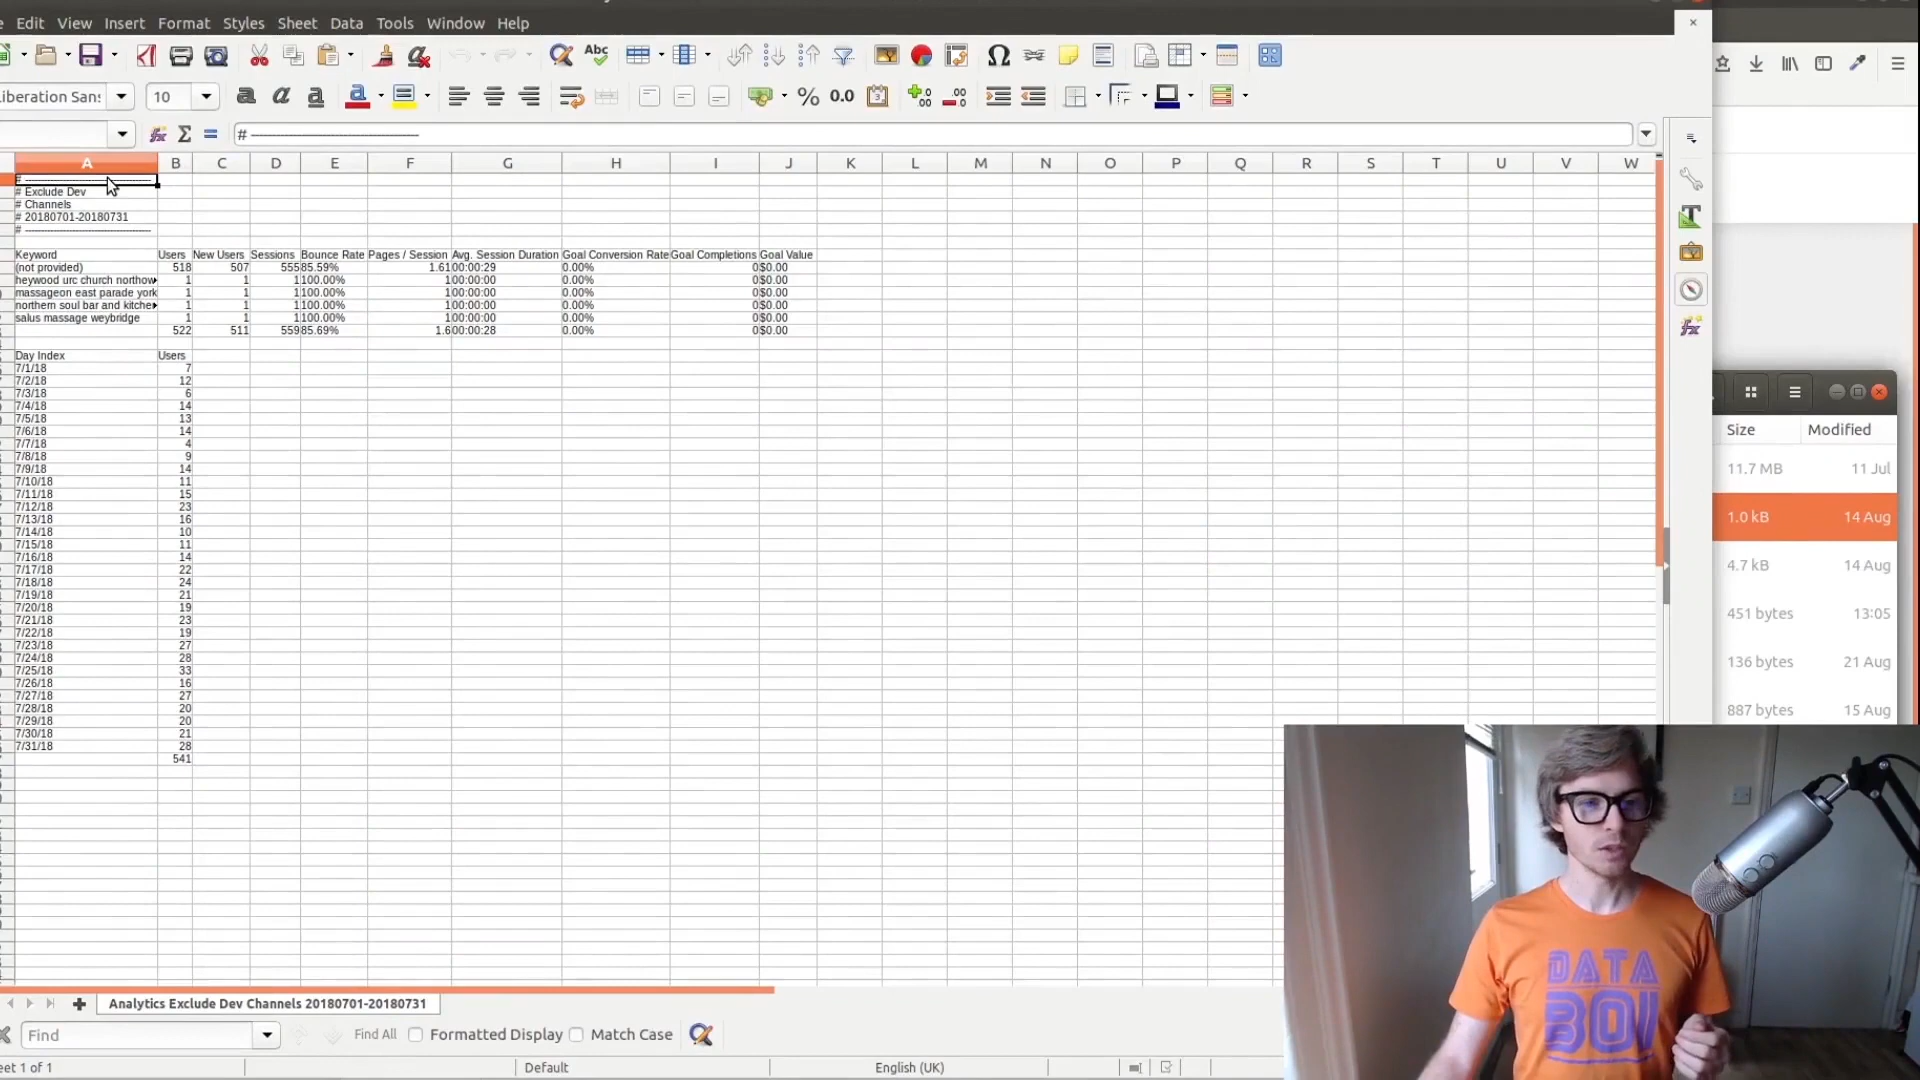 Edit View Insert Format Styles Sheet Data Tools Window Help
Liberation Sans 10
# ----------------------------------------
A B C D E F G H I J K L M N O P Q R S T U V W
# ----------------------------------------
# Exclude Dev
# Channels
# 20180701-20180731
# ----------------------------------------
Keyword Users New Users Sessions Bounce Rate Pages / Session Avg. Session Duration Goal Conversion Rate Goal Completions Goal Value
(not provided) 518 507 555 85.59% 1.61 00:00:29 0.00% 0 $0.00
heywood urc church northow 1 1 1 100.00% 1 00:00:00 0.00% 0 $0.00
massageon east parade york 1 1 1 100.00% 1 00:00:00 0.00% 0 $0.00
northern soul bar and kitche 1 1 1 100.00% 1 00:00:00 0.00% 0 $0.00
salus massage weybridge 1 1 1 100.00% 1 00:00:00 0.00% 0 $0.00
522 511 559 85.69% 1.6 00:00:28 0.00% 0 $0.00
Day Index Users
7/1/18 7
7/2/18 12
7/3/18 6
7/4/18 14
7/5/18 13
7/6/18 14
7/7/18 4
7/8/18 9
7/9/18 14
7/10/18 11
7/11/18 15
7/12/18 23
7/13/18 16
7/14/18 10
7/15/18 11
7/16/18 14
7/17/18 22
7/18/18 24
7/19/18 21
7/20/18 19
7/21/18 23
7/22/18 19
7/23/18 27
7/24/18 28
7/25/18 33
7/26/18 16
7/27/18 27
7/28/18 20
7/29/18 20
7/30/18 21
7/31/18 28
541
Size Modified
11.7 MB 11 Jul
1.0 kB 14 Aug
4.7 kB 14 Aug
451 bytes 13:05
136 bytes 21 Aug
887 bytes 15 Aug
DATA
BOI
Analytics Exclude Dev Channels 20180701-20180731
Find Find All Formatted Display Match Case
eet 1 of 1 Default English (UK)